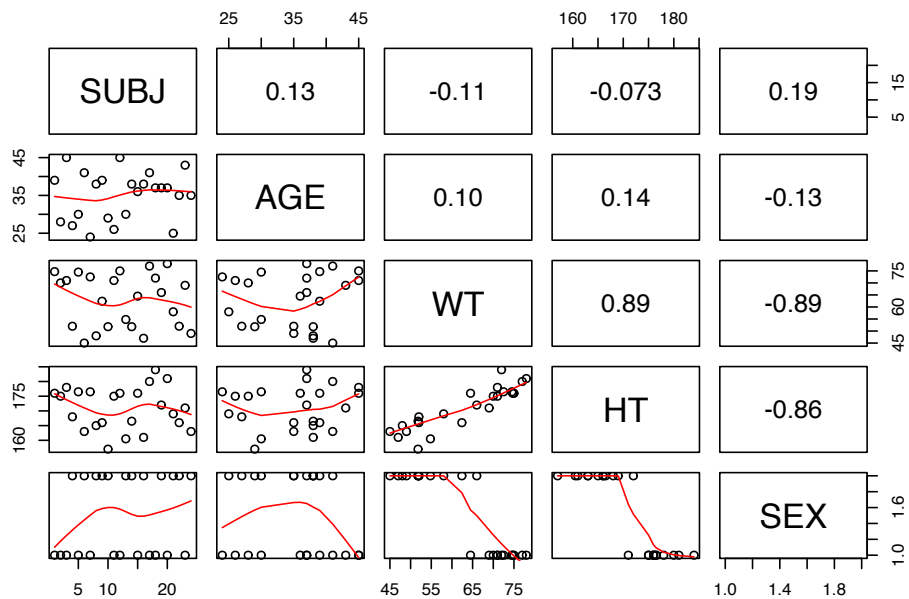 25 35 45 160 170 180
SUBJ 0.13 -0.11 -0.073 0.19 5 15
25 35 45 AGE 0.10 0.14 -0.13
WT 0.89 -0.89 45 60 75
160 175 HT -0.86
SEX 1.0 1.6
5 10 20 45 55 65 75 1.0 1.4 1.8